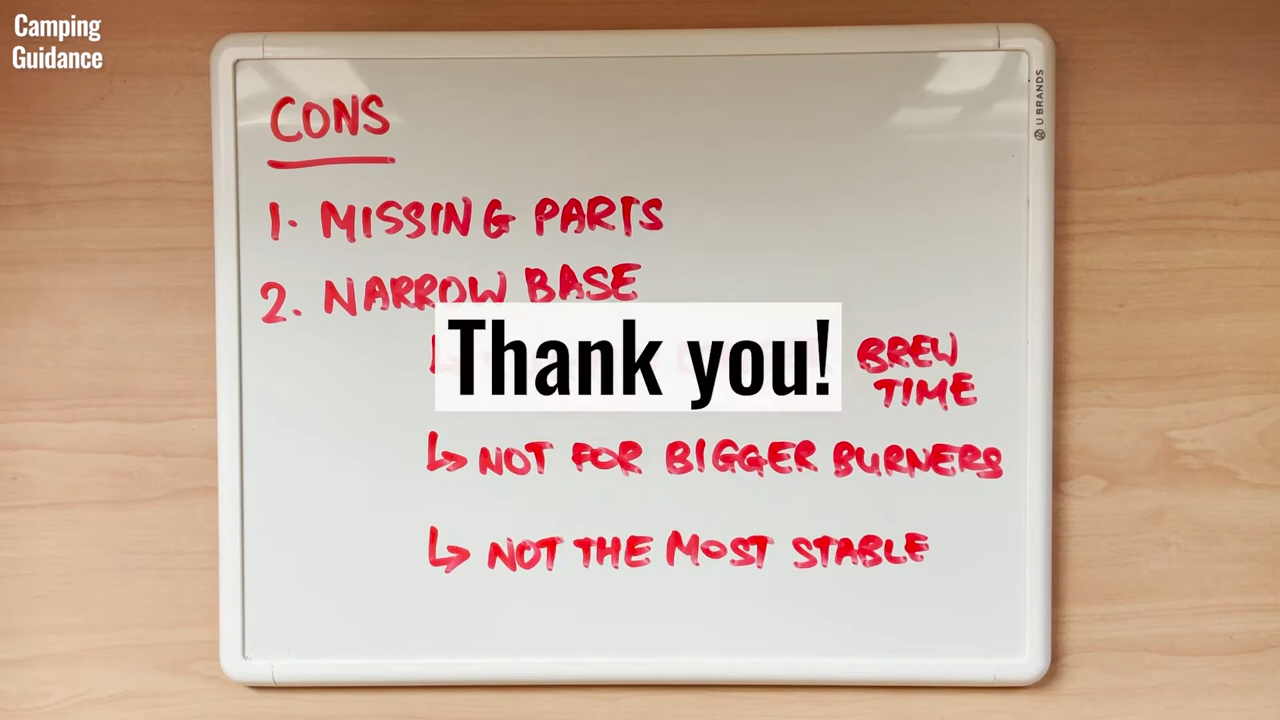 Camping
Guidance
U BRANDS
CONS
1. MISSING PARTS
2. NARROW BASE
Thank you!
↳ BREW
TIME
↳ NOT FOR BIGGER BURNERS
↳ NOT THE MOST STABLE